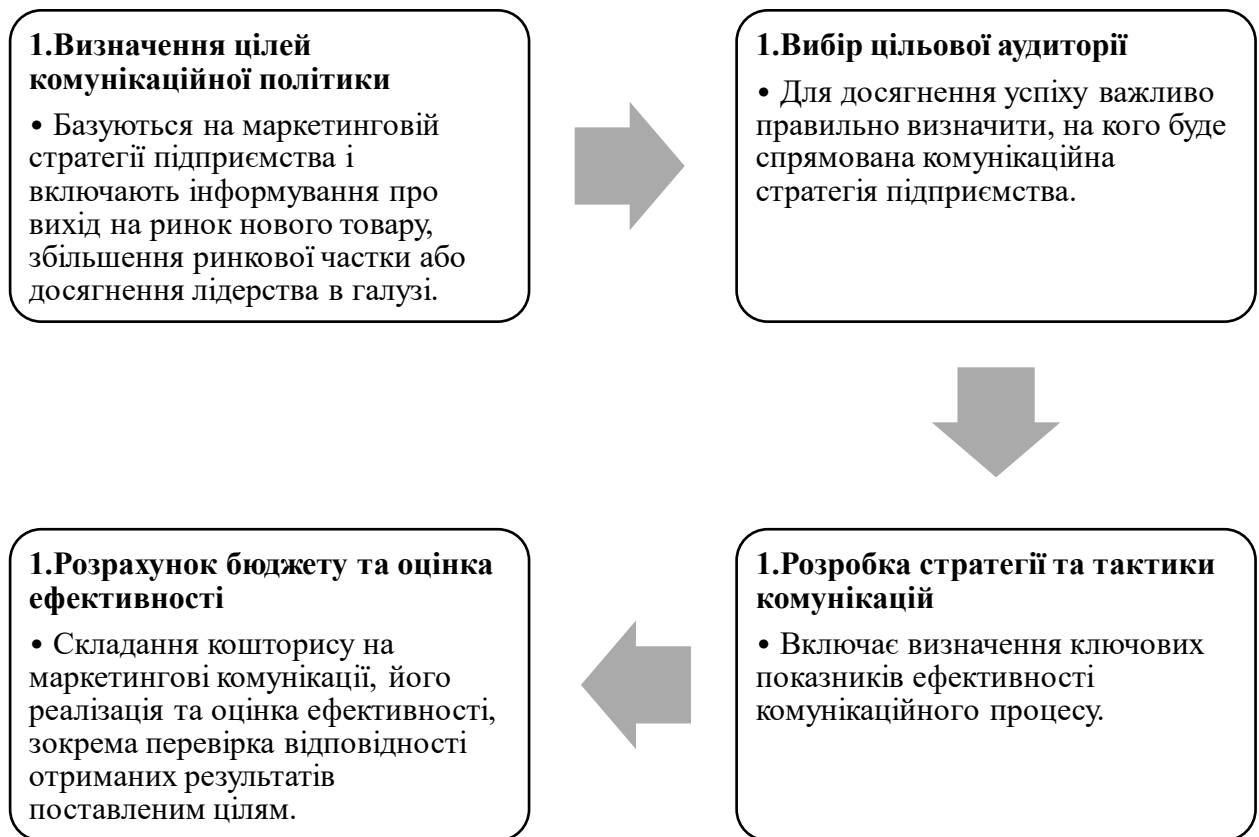 1.Визначення цілей
комунікаційної політики
• Базуються на маркетинговій
стратегії підприємства і
включають інформування про
вихід на ринок нового товару,
збільшення ринкової частки або
досягнення лідерства в галузі.
1.Вибір цільової аудиторії
• Для досягнення успіху важливо
правильно визначити, на кого буде
спрямована комунікаційна
стратегія підприємства.
1.Розробка стратегії та тактики
комунікацій
• Включає визначення ключових
показників ефективності
комунікаційного процесу.
1.Розрахунок бюджету та оцінка
ефективності
• Складання кошторису на
маркетингові комунікації, його
реалізація та оцінка ефективності,
зокрема перевірка відповідності
отриманих результатів
поставленим цілям.